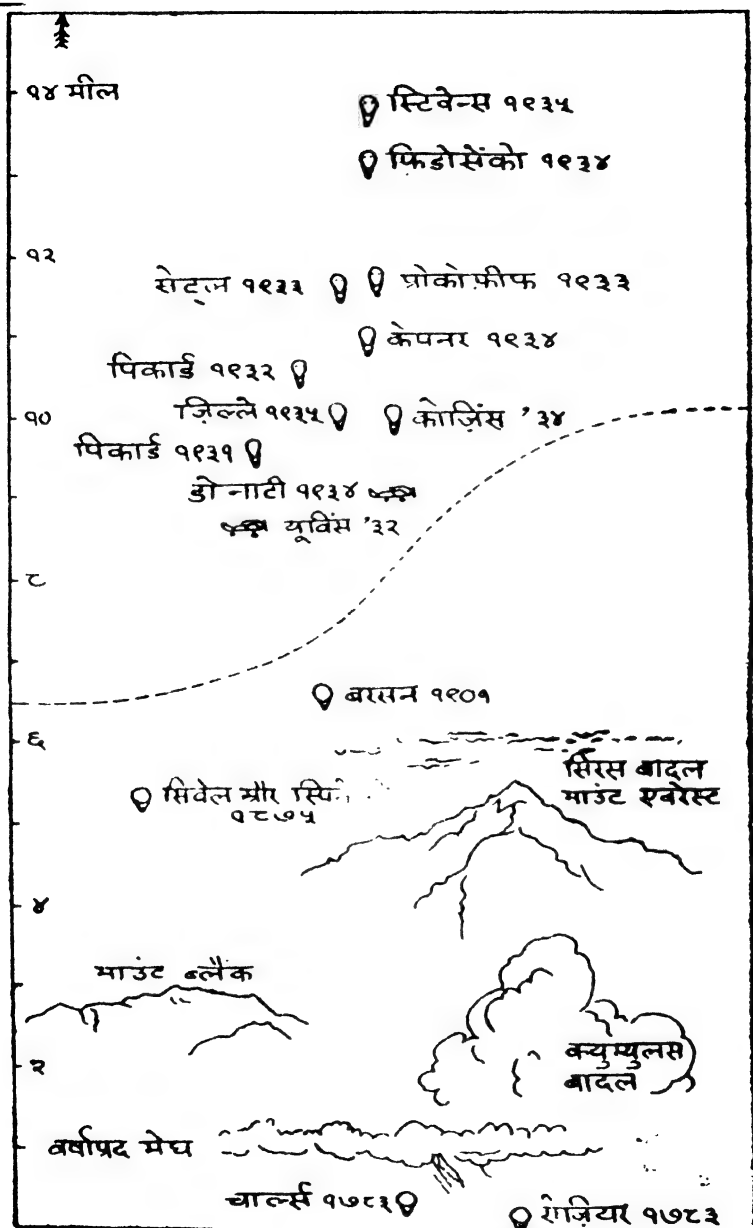 १४ मील
स्टिवेन्स १९३५
फ़िडोसेंको १९३४
१२
सेट्ल १९३३
प्रोकोफ़ीफ १९३३
केपनर १९३४
पिकार्ड १९३२
१०
ज़िल्ले १९३५
कोज़िंस '३४
पिकार्ड १९३१
डोनाटी १९३४
यूविंस '३२
८
बरसन १९०१
६
सिरस बादल
माउंट एवरेस्ट
सिवेल और
१८७५
४
माउंट ब्लैंक
२
क्युम्युलस
बादल
वर्षाप्रद मेघ
चार्ल्स १७८३
रोज़ियर १७८३